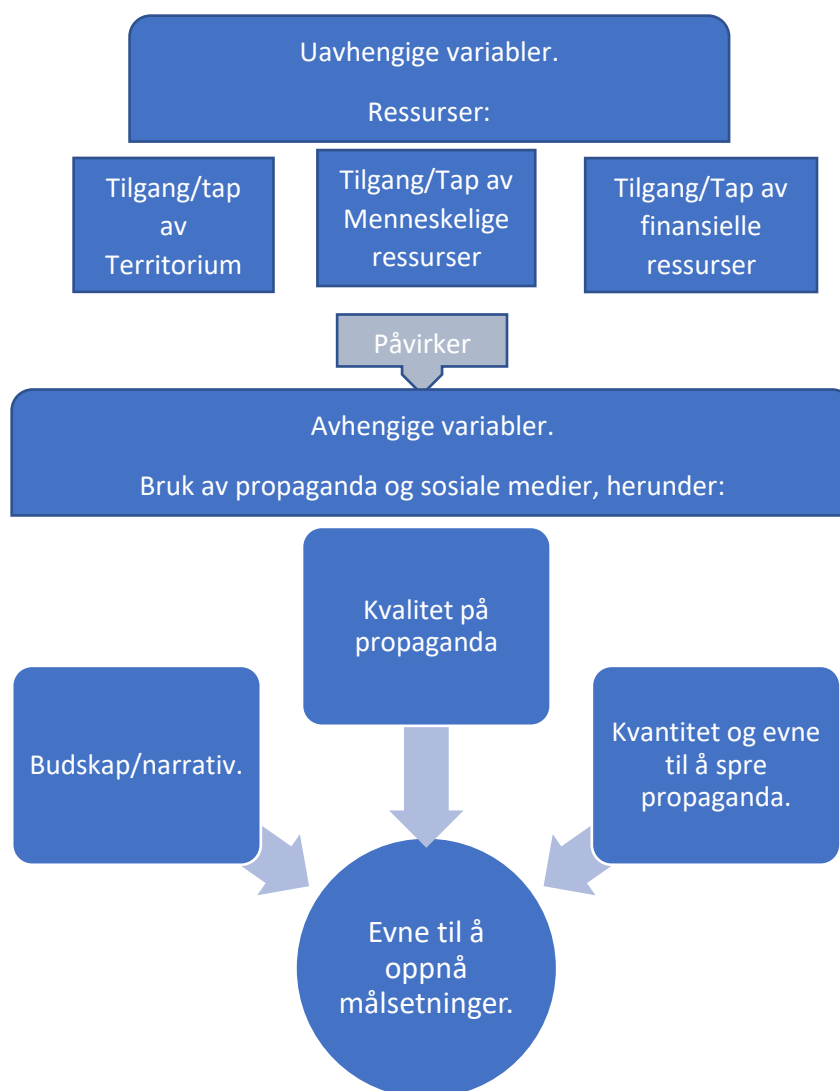 Uavhengige variabler.
Ressurser:
Tilgang/tap
av
Territorium
Tilgang/Tap av
Menneskelige
ressurser
Tilgang/Tap av
finansielle
ressurser
Påvirker
Avhengige variabler.
Bruk av propaganda og sosiale medier, herunder:
Kvalitet på
propaganda
Budskap/narrativ.
Kvantitet og evne
til å spre
propaganda.
Evne til å
oppnå
målsetninger.